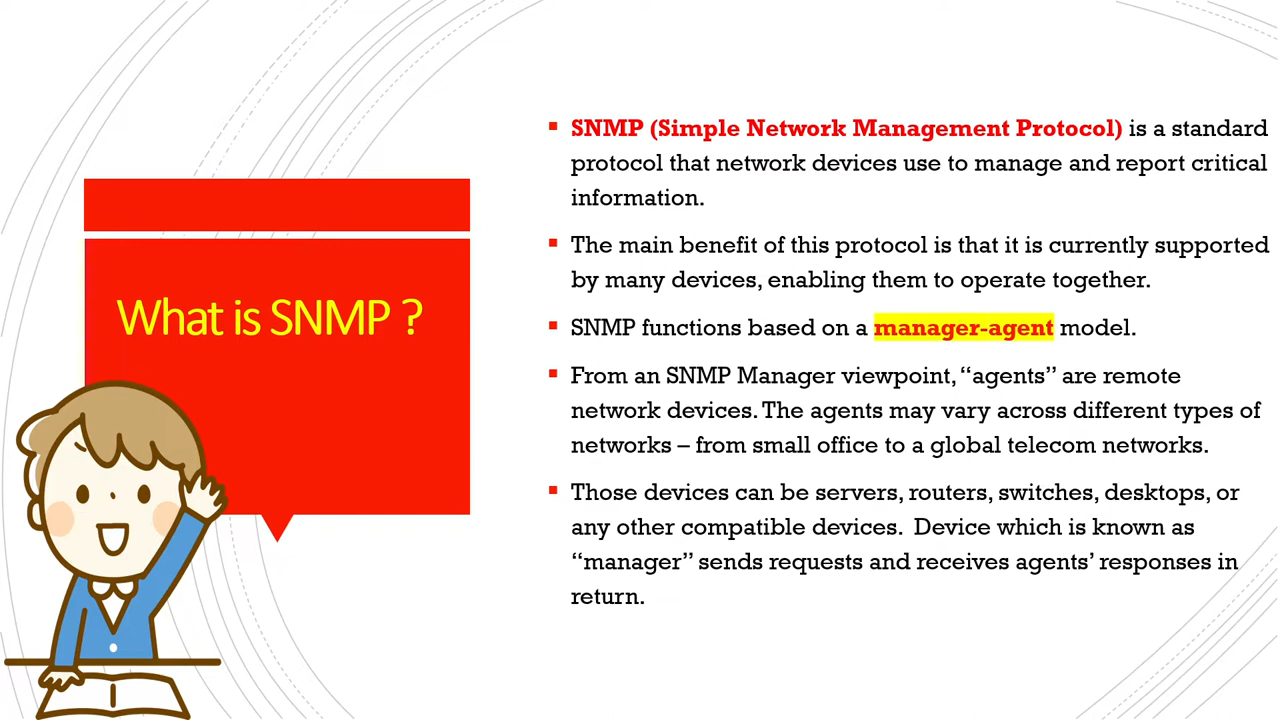 What is SNMP ?
SNMP (Simple Network Management Protocol) is a standard
protocol that network devices use to manage and report critical
information.
The main benefit of this protocol is that it is currently supported
by many devices, enabling them to operate together.
SNMP functions based on a manager-agent model.
From an SNMP Manager viewpoint, “agents” are remote
network devices. The agents may vary across different types of
networks – from small office to a global telecom networks.
Those devices can be servers, routers, switches, desktops, or
any other compatible devices.  Device which is known as
“manager” sends requests and receives agents’ responses in
return.